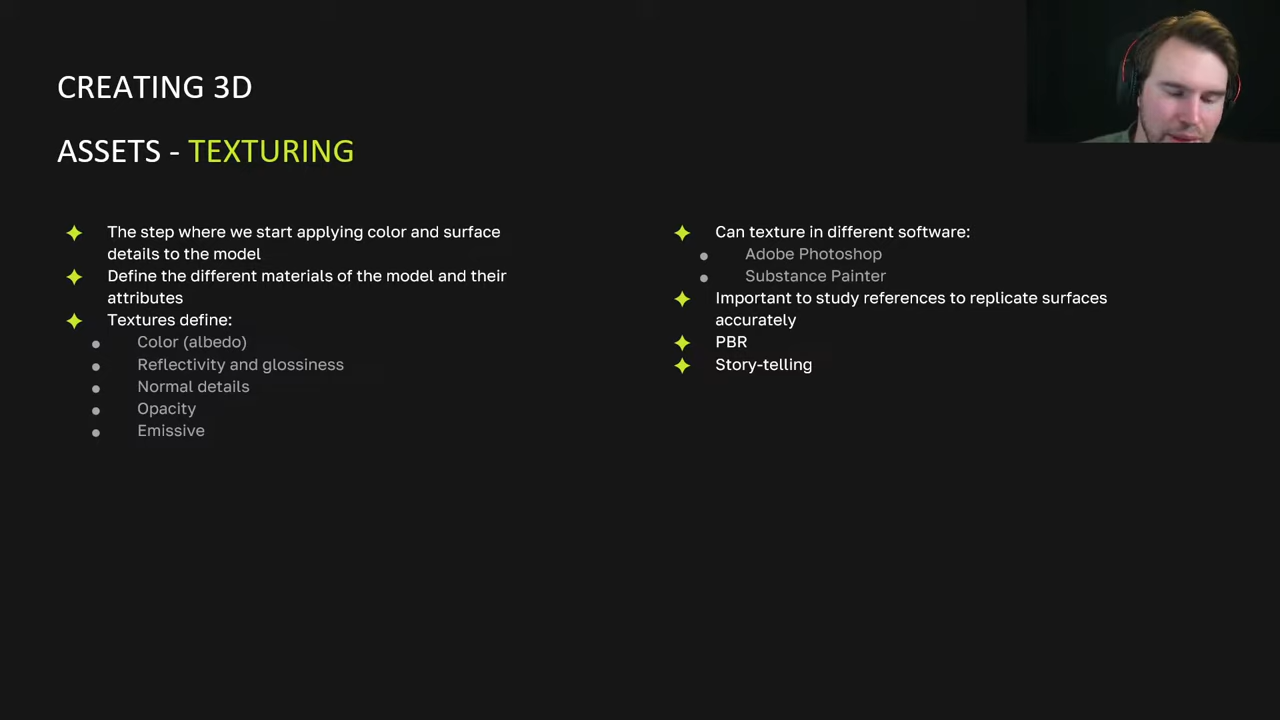 CREATING 3D
ASSETS - TEXTURING
The step where we start applying color and surface
details to the model
Define the different materials of the model and their
attributes
Textures define:
Color (albedo)
Reflectivity and glossiness
Normal details
Opacity
Emissive
Can texture in different software:
Adobe Photoshop
Substance Painter
Important to study references to replicate surfaces
accurately
PBR
Story-telling